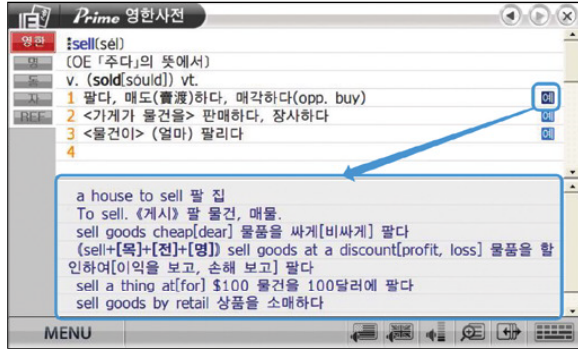 Prime 영한사전
영한
⁝sell(sél)
명
(OE 「주다」의 뜻에서)
동
v. (sold[sóuld]) vt.
자
1 팔다, 매도(賣渡)하다, 매각하다(opp. buy)
예
REF
2 <가게가 물건을> 판매하다, 장사하다
예
3 <물건이> (얼마) 팔리다
예
4
a house to sell 팔 집
To sell. 《게시》 팔 물건, 매물.
sell goods cheap[dear] 물품을 싸게[비싸게] 팔다
(sell+[목]+[전]+[명]) sell goods at a discount[profit, loss] 물품을 할
인하여[이익을 보고, 손해 보고] 팔다
sell a thing at[for] $100 물건을 100달러에 팔다
sell goods by retail 상품을 소매하다
MENU